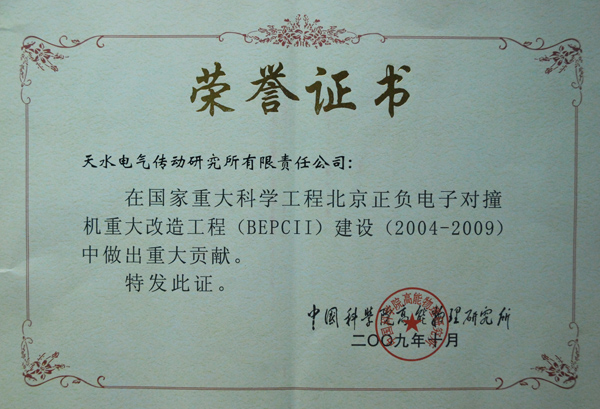 荣誉证书
天水电气传动研究所有限责任公司：
在国家重大科学工程北京正负电子对撞
机重大改造工程（BEPCII）建设（2004-2009）
中做出重大贡献。
特发此证。
中国科学院高能物理研究所
二〇〇九年十月